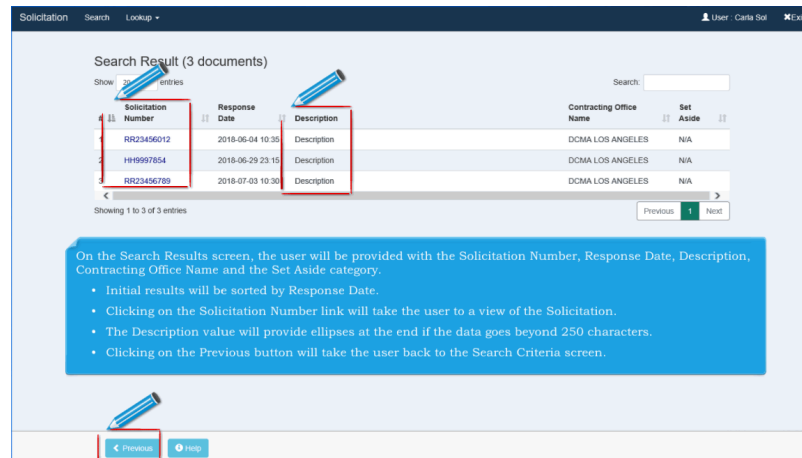 Solicitation Search Lookup User : Carla Sol
Search Result (3 documents)
Show 20 entries Search:
# Solicitation Number Response Date Description Contracting Office Name Set Aside
1 RR23456012 2018-06-04 10:35 Description DCMA LOS ANGELES N/A
2 HH9997854 2018-06-29 23:15 Description DCMA LOS ANGELES N/A
3 RR23456789 2018-07-03 10:30 Description DCMA LOS ANGELES N/A
Showing 1 to 3 of 3 entries Previous 1 Next
On the Search Results screen, the user will be provided with the Solicitation Number, Response Date, Description,
Contracting Office Name and the Set Aside category.
• Initial results will be sorted by Response Date.
• Clicking on the Solicitation Number link will take the user to a view of the Solicitation.
• The Description value will provide ellipses at the end if the data goes beyond 250 characters.
• Clicking on the Previous button will take the user back to the Search Criteria screen.
Previous Help